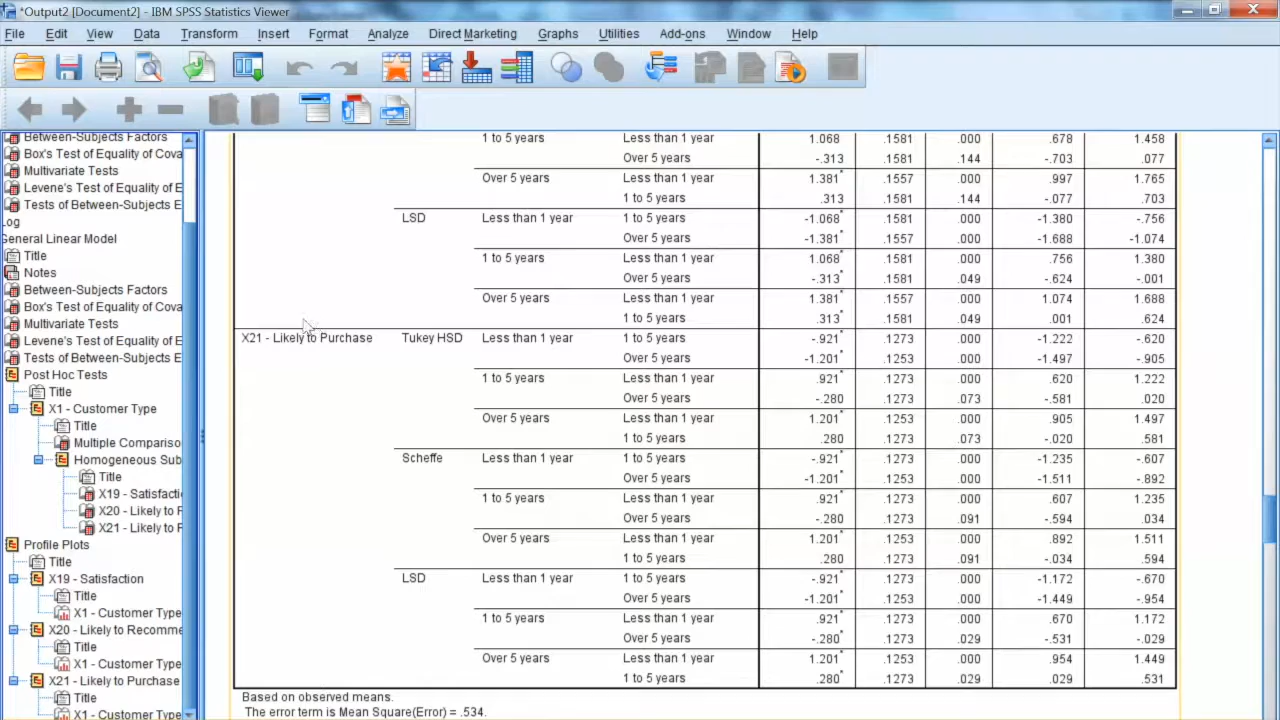 *Output2 [Document2] - IBM SPSS Statistics Viewer
File Edit View Data Transform Insert Format Analyze Direct Marketing Graphs Utilities Add-ons Window Help
Between-Subjects Factors
Box's Test of Equality of Cova
Multivariate Tests
Levene's Test of Equality of E
Tests of Between-Subjects E
Log
General Linear Model
Title
Notes
Between-Subjects Factors
Box's Test of Equality of Cova
Multivariate Tests
Levene's Test of Equality of E
Tests of Between-Subjects E
Post Hoc Tests
Title
X1 - Customer Type
Title
Multiple Compariso
Homogeneous Sub
Title
X19 - Satisfacti
X20 - Likely to F
X21 - Likely to F
Profile Plots
Title
X19 - Satisfaction
Title
X1 - Customer Type
X20 - Likely to Recomme
Title
X1 - Customer Type
X21 - Likely to Purchase
Title
X1 - Customer Type
1 to 5 years Less than 1 year 1.068 .1581 .000 .678 1.458
Over 5 years -.313 .1581 .144 -.703 .077
Over 5 years Less than 1 year 1.381* .1557 .000 .997 1.765
1 to 5 years .313 .1581 .144 -.077 .703
LSD Less than 1 year 1 to 5 years -1.068* .1581 .000 -1.380 -.756
Over 5 years -1.381* .1557 .000 -1.688 -1.074
1 to 5 years Less than 1 year 1.068* .1581 .000 .756 1.380
Over 5 years -.313* .1581 .049 -.624 -.001
Over 5 years Less than 1 year 1.381* .1557 .000 1.074 1.688
1 to 5 years .313* .1581 .049 .001 .624
X21 - Likely to Purchase Tukey HSD Less than 1 year 1 to 5 years -.921* .1273 .000 -1.222 -.620
Over 5 years -1.201* .1253 .000 -1.497 -.905
1 to 5 years Less than 1 year .921* .1273 .000 .620 1.222
Over 5 years -.280 .1273 .073 -.581 .020
Over 5 years Less than 1 year 1.201* .1253 .000 .905 1.497
1 to 5 years .280 .1273 .073 -.020 .581
Scheffe Less than 1 year 1 to 5 years -.921* .1273 .000 -1.235 -.607
Over 5 years -1.201* .1253 .000 -1.511 -.892
1 to 5 years Less than 1 year .921* .1273 .000 .607 1.235
Over 5 years -.280 .1273 .091 -.594 .034
Over 5 years Less than 1 year 1.201* .1253 .000 .892 1.511
1 to 5 years .280 .1273 .091 -.034 .594
LSD Less than 1 year 1 to 5 years -.921* .1273 .000 -1.172 -.670
Over 5 years -1.201* .1253 .000 -1.449 -.954
1 to 5 years Less than 1 year .921* .1273 .000 .670 1.172
Over 5 years -.280* .1273 .029 -.531 -.029
Over 5 years Less than 1 year 1.201* .1253 .000 .954 1.449
1 to 5 years .280* .1273 .029 .029 .531
Based on observed means.
The error term is Mean Square(Error) = .534.